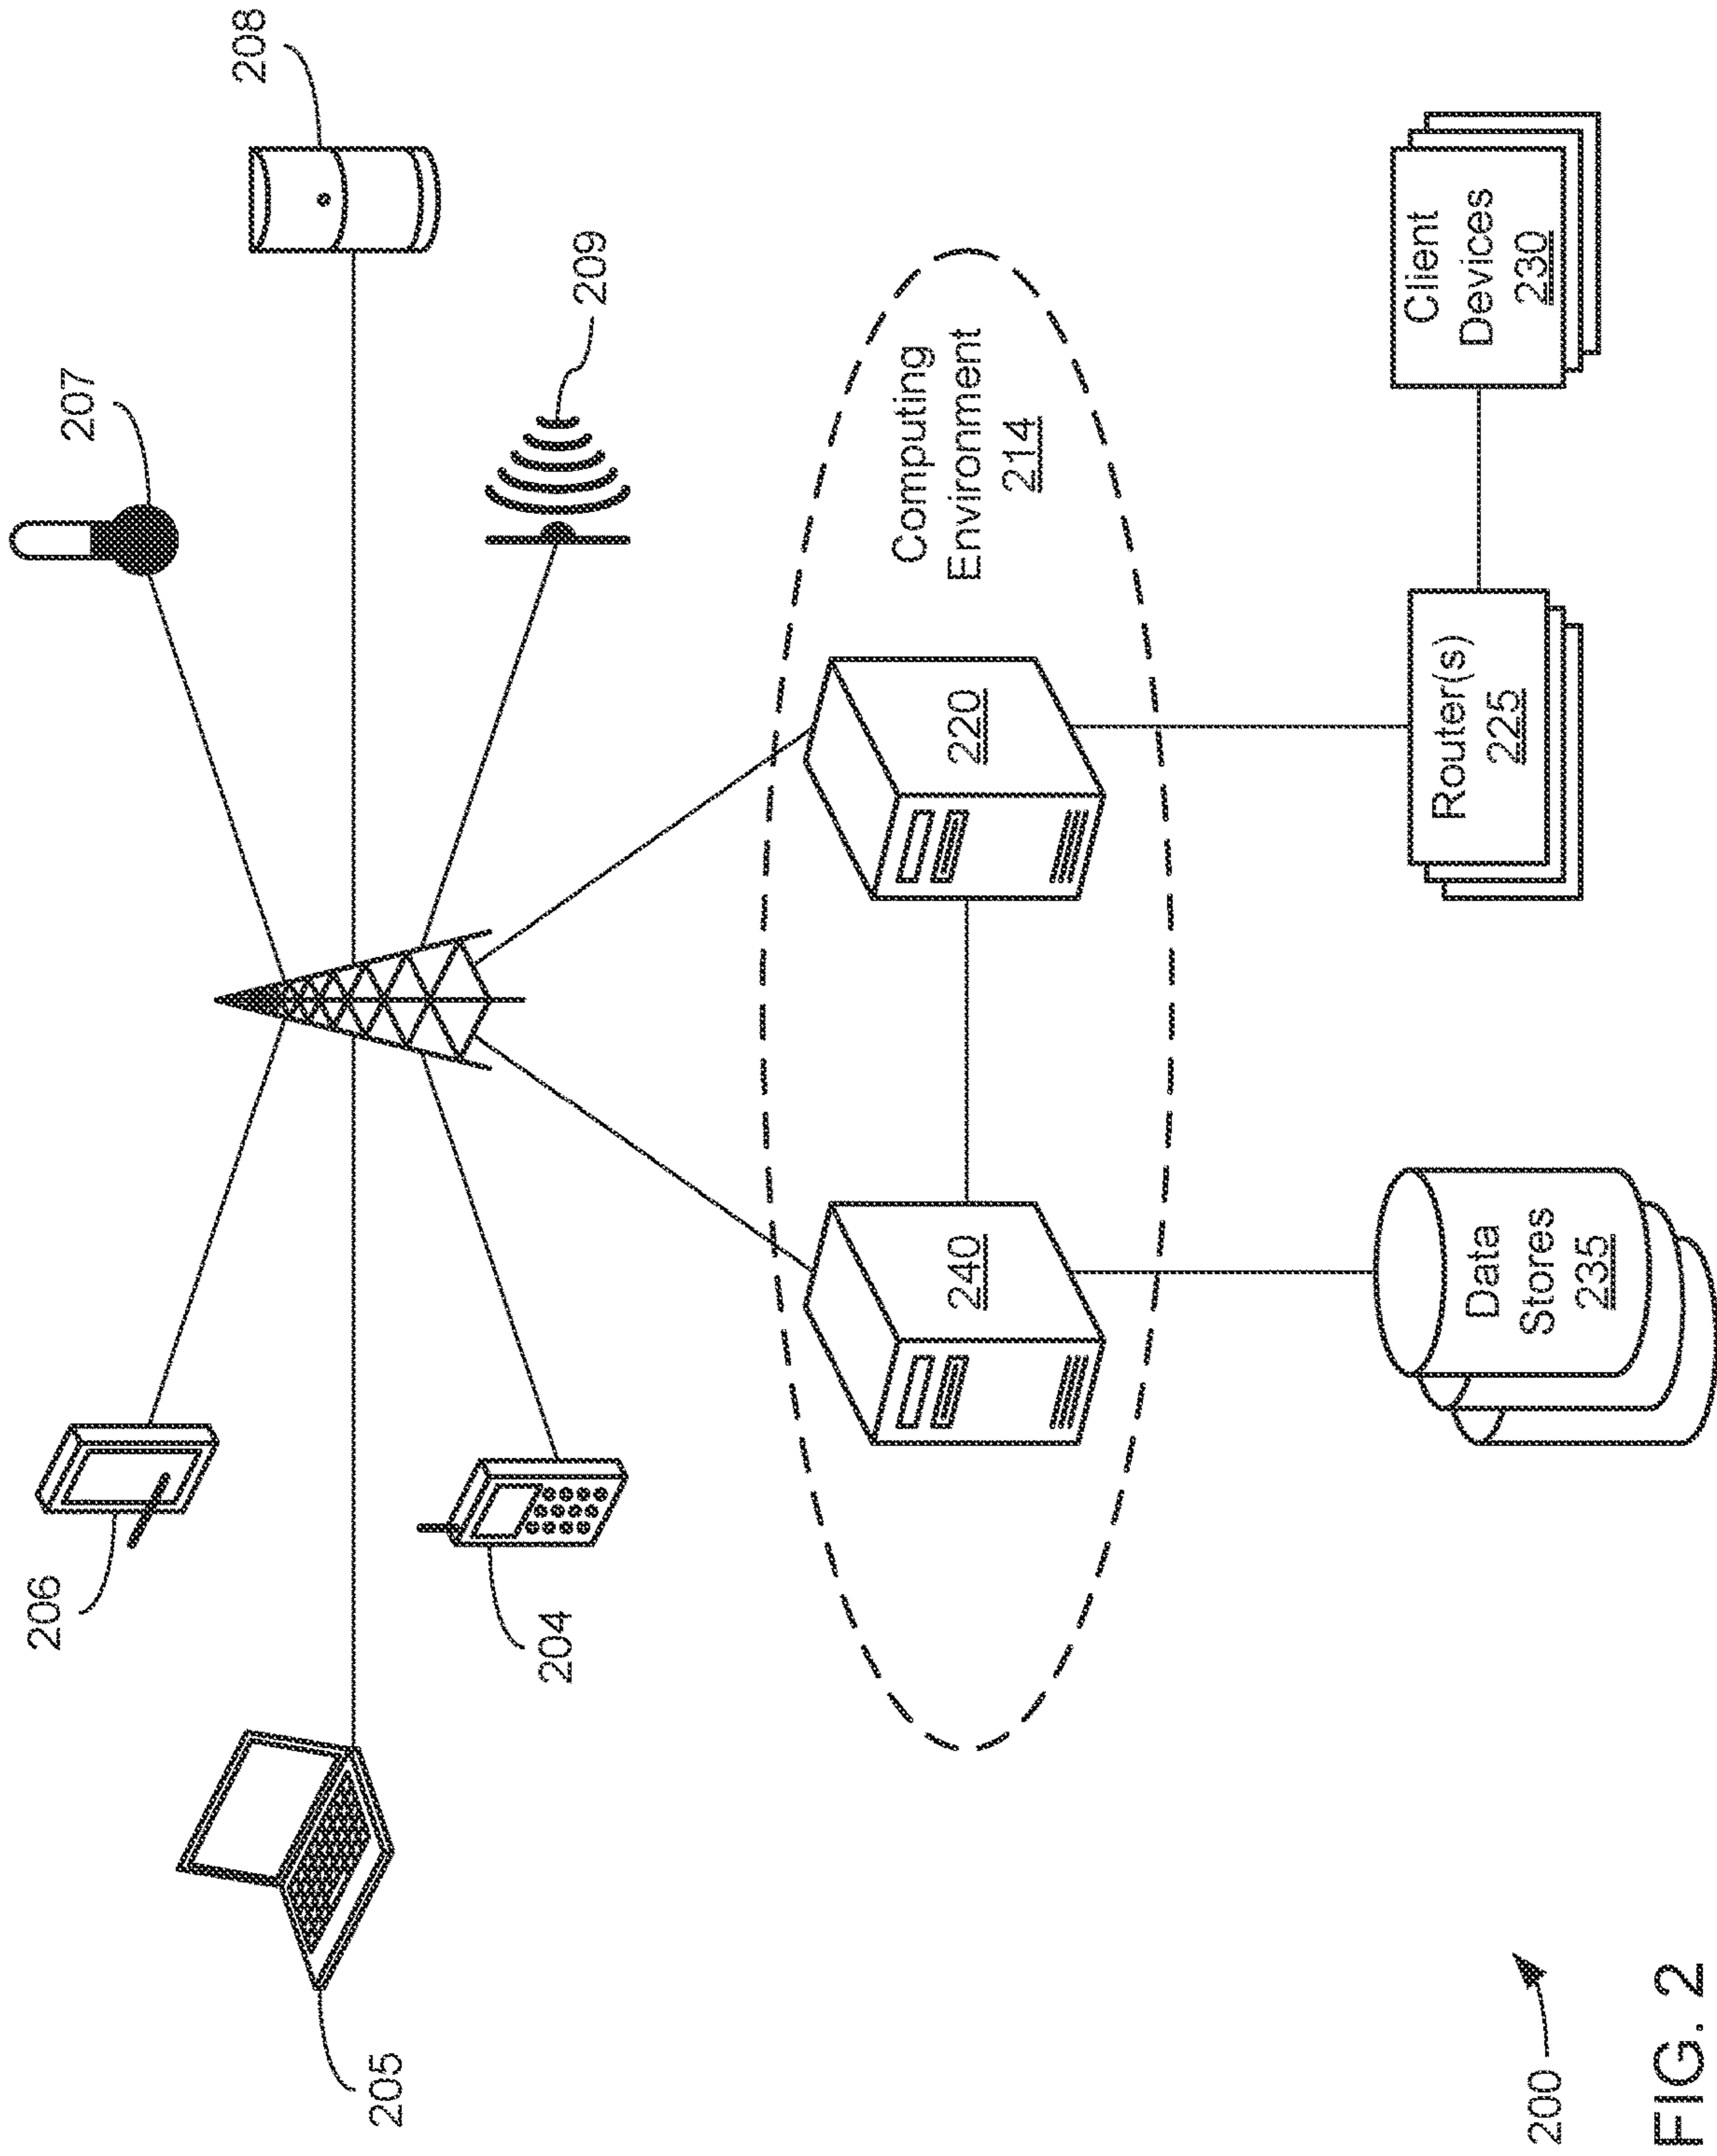 206
207
208
205
204
209
Computing
Environment
214
240
220
Data
Stores
235
Router(s)
225
Client
Devices
230
200
FIG. 2